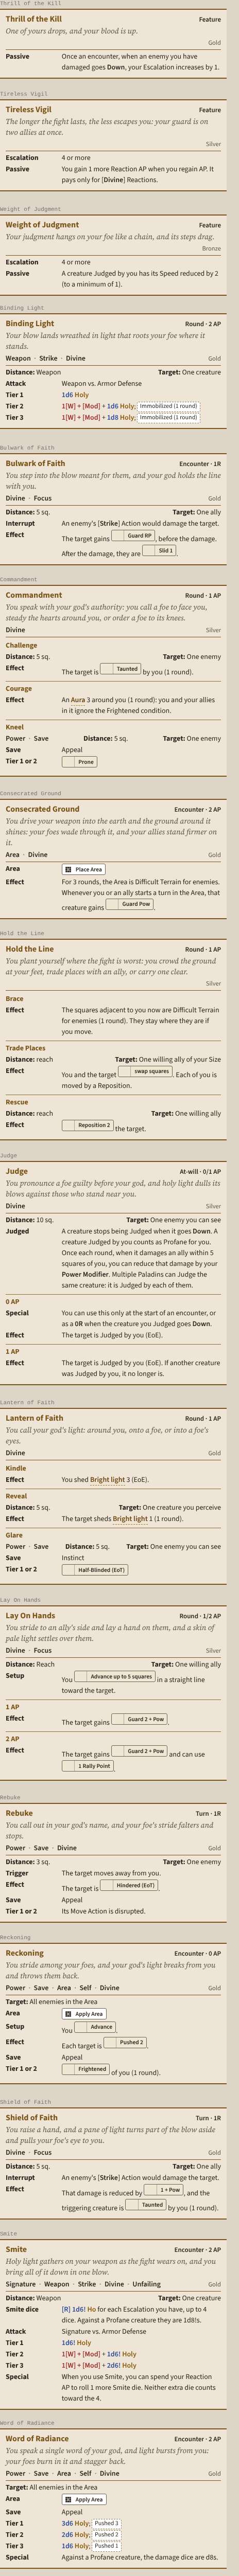 Thrill of the Kill
Thrill of the Kill Feature
One of yours drops, and your blood is up.
Gold
Passive Once an encounter, when an enemy you have
damaged goes Down, your Escalation increases by 1.
Tireless Vigil
Tireless Vigil Feature
The longer the fight lasts, the less escapes you: your guard is on
two allies at once.
Silver
Escalation 4 or more
Passive You gain 1 more Reaction AP when you regain AP. It
pays only for [Divine] Reactions.
Weight of Judgment
Weight of Judgment Feature
Your judgment hangs on your foe like a chain, and its steps drag.
Bronze
Escalation 4 or more
Passive A creature Judged by you has its Speed reduced by 2
(to a minimum of 1).
Binding Light
Binding Light Round · 2 AP
Your blow lands wreathed in light that roots your foe where it
stands.
Weapon · Strike · Divine Gold
Distance: Weapon Target: One creature
Attack Weapon vs. Armor Defense
Tier 1 1d6 Holy
Tier 2 1[W] + [Mod] + 1d6 Holy; Immobilized (1 round)
Tier 3 1[W] + [Mod] + 1d8 Holy; Immobilized (1 round)
Bulwark of Faith
Bulwark of Faith Encounter · 1R
You step into the blow meant for them, and your god holds the line
with you.
Divine · Focus Gold
Distance: 5 sq. Target: One ally
Interrupt An enemy's [Strike] Action would damage the target.
Effect The target gains Guard RP, before the damage.
After the damage, they are Slid 1.
Commandment
Commandment Round · 1 AP
You speak with your god's authority: you call a foe to face you,
steady the hearts around you, or order a foe to its knees.
Divine Silver
Challenge
Distance: 5 sq. Target: One enemy
Effect The target is Taunted by you (1 round).
Courage
Effect An Aura 3 around you (1 round): you and your allies
in it ignore the Frightened condition.
Kneel
Power · Save Distance: 5 sq. Target: One enemy
Save Appeal
Tier 1 or 2 Prone
Consecrated Ground
Consecrated Ground Encounter · 2 AP
You drive your weapon into the earth and the ground around it
shines: your foes wade through it, and your allies stand firmer on
it.
Area · Divine Gold
Area Place Area
Effect For 3 rounds, the Area is Difficult Terrain for enemies.
Whenever you or an ally starts a turn in the Area, that
creature gains Guard Pow.
Hold the Line
Hold the Line Round · 1 AP
You plant yourself where the fight is worst: you crowd the ground
at your feet, trade places with an ally, or carry one clear.
Silver
Brace
Effect The squares adjacent to you now are Difficult Terrain
for enemies (1 round). They stay where they are if
you move.
Trade Places
Distance: reach Target: One willing ally of your Size
Effect You and the target swap squares. Each of you is
moved by a Reposition.
Rescue
Distance: reach Target: One willing ally
Effect Reposition 2 the target.
Judge
Judge At-will · 0/1 AP
You pronounce a foe guilty before your god, and holy light dulls its
blows against those who stand near you.
Divine Silver
Distance: 10 sq. Target: One enemy you can see
Judged A creature stops being Judged when it goes Down. A
creature Judged by you counts as Profane for you.
Once each round, when it damages an ally within 5
squares of you, you can reduce that damage by your
Power Modifier. Multiple Paladins can Judge the
same creature: it is Judged by each of them.
0 AP
Special You can use this only at the start of an encounter, or
as a 0R when the creature you Judged goes Down.
Effect The target is Judged by you (EoE).
1 AP
Effect The target is Judged by you (EoE). If another creature
was Judged by you, it no longer is.
Lantern of Faith
Lantern of Faith Round · 1 AP
You call your god's light: around you, onto a foe, or into a foe's
eyes.
Divine Gold
Kindle
Effect You shed Bright light 3 (EoE).
Reveal
Distance: 5 sq. Target: One creature you perceive
Effect The target sheds Bright light 1 (1 round).
Glare
Power · Save Distance: 5 sq. Target: One enemy you can see
Save Instinct
Tier 1 or 2 Half-Blinded (EoT)
Lay On Hands
Lay On Hands Round · 1/2 AP
You stride to an ally's side and lay a hand on them, and a skin of
pale light settles over them.
Divine · Focus Silver
Distance: Reach Target: One willing ally
Setup You Advance up to 5 squares in a straight line
toward the target.
1 AP
Effect The target gains Guard 2 + Pow.
2 AP
Effect The target gains Guard 2 + Pow and can use
1 Rally Point.
Rebuke
Rebuke Turn · 1R
You call out in your god's name, and your foe's stride falters and
stops.
Power · Save · Divine Gold
Distance: 3 sq. Target: One enemy
Trigger The target moves away from you.
Effect The target is Hindered (EoT).
Save Appeal
Tier 1 or 2 Its Move Action is disrupted.
Reckoning
Reckoning Encounter · 0 AP
You stride among your foes, and your god's light breaks from you
and throws them back.
Power · Save · Area · Self · Divine Gold
Target: All enemies in the Area
Area Apply Area
Setup You Advance.
Effect Each target is Pushed 2.
Save Appeal
Tier 1 or 2 Frightened of you (1 round).
Shield of Faith
Shield of Faith Turn · 1R
You raise a hand, and a pane of light turns part of the blow aside
and pulls your foe's eye to you.
Divine · Focus Gold
Distance: 5 sq. Target: One ally
Interrupt An enemy's [Strike] Action would damage the target.
Effect That damage is reduced by 1 + Pow, and the
triggering creature is Taunted by you (1 round).
Smite
Smite Encounter · 2 AP
Holy light gathers on your weapon as the fight wears on, and you
bring all of it down in one blow.
Signature · Weapon · Strike · Divine · Unfailing Gold
Distance: Weapon Target: One creature
Smite dice [R] 1d6! Ho for each Escalation you have, up to 4
dice. Against a Profane creature they are 1d8!s.
Attack Signature vs. Armor Defense
Tier 1 1d6! Holy
Tier 2 1[W] + [Mod] + 1d6! Holy
Tier 3 1[W] + [Mod] + 2d6! Holy
Special When you use Smite, you can spend your Reaction
AP to roll 1 more Smite die. Neither extra die counts
toward the 4.
Word of Radiance
Word of Radiance Encounter · 2 AP
You speak a single word of your god, and light bursts from you:
your foes burn in it and stagger back.
Power · Save · Area · Self · Divine Gold
Target: All enemies in the Area
Area Apply Area
Save Appeal
Tier 1 3d6 Holy; Pushed 3
Tier 2 2d6 Holy; Pushed 2
Tier 3 1d6 Holy; Pushed 1
Special Against a Profane creature, the damage dice are d8s.